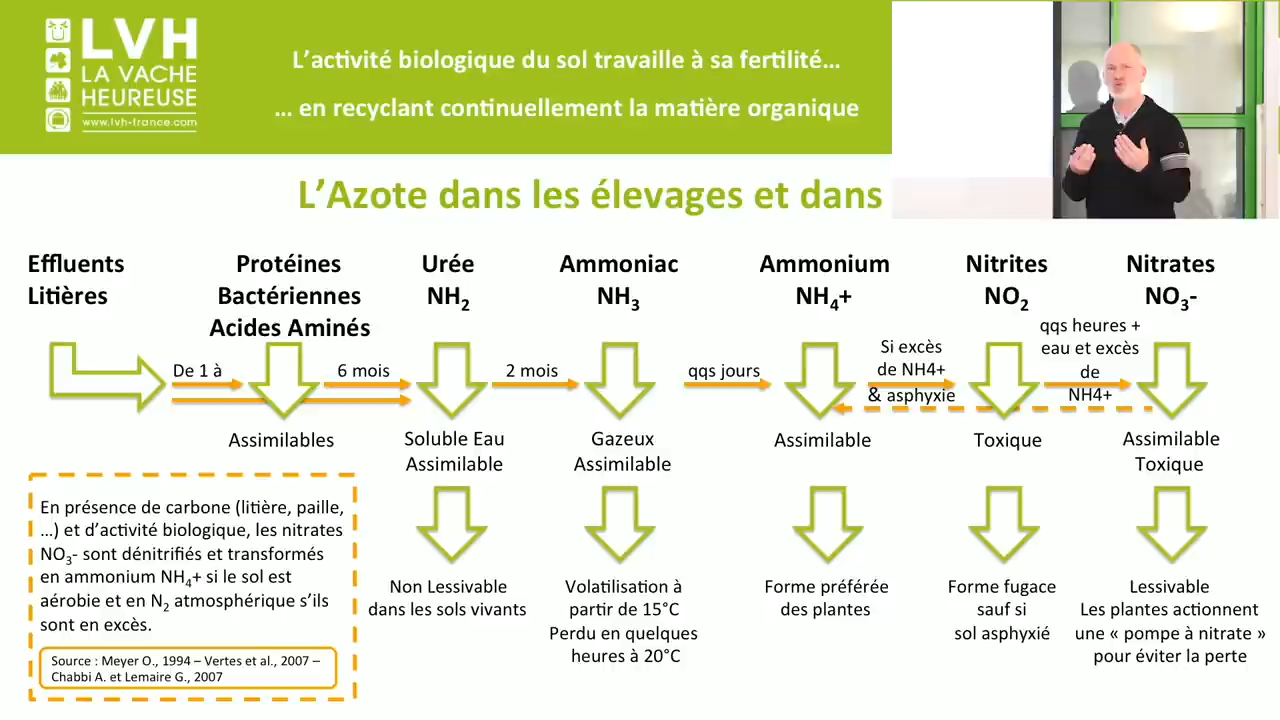 LVH
LA VACHE
HEUREUSE
www.lvh-france.com
L'activité biologique du sol travaille à sa fertilité...
... en recyclant continuellement la matière organique
L'Azote dans les élevages et dans
Effluents
Litières
Protéines
Bactériennes
Acides Aminés
Urée
NH2
Ammoniac
NH3
Ammonium
NH4+
Nitrites
NO2
Nitrates
NO3-
De 1 à
6 mois
2 mois
qqs jours
Si excès
de NH4+
& asphyxie
qqs heures +
eau et excès
de
NH4+
Assimilables
Soluble Eau
Assimilable
Gazeux
Assimilable
Assimilable
Toxique
Assimilable
Toxique
En présence de carbone (litière, paille,
...) et d'activité biologique, les nitrates
NO3- sont dénitrifiés et transformés
en ammonium NH4+ si le sol est
aérobie et en N2 atmosphérique s'ils
sont en excès.
Source : Meyer O., 1994 – Vertes et al., 2007 –
Chabbi A. et Lemaire G., 2007
Non Lessivable
dans les sols vivants
Volatilisation à
partir de 15°C
Perdu en quelques
heures à 20°C
Forme préférée
des plantes
Forme fugace
sauf si
sol asphyxié
Lessivable
Les plantes actionnent
une « pompe à nitrate »
pour éviter la perte